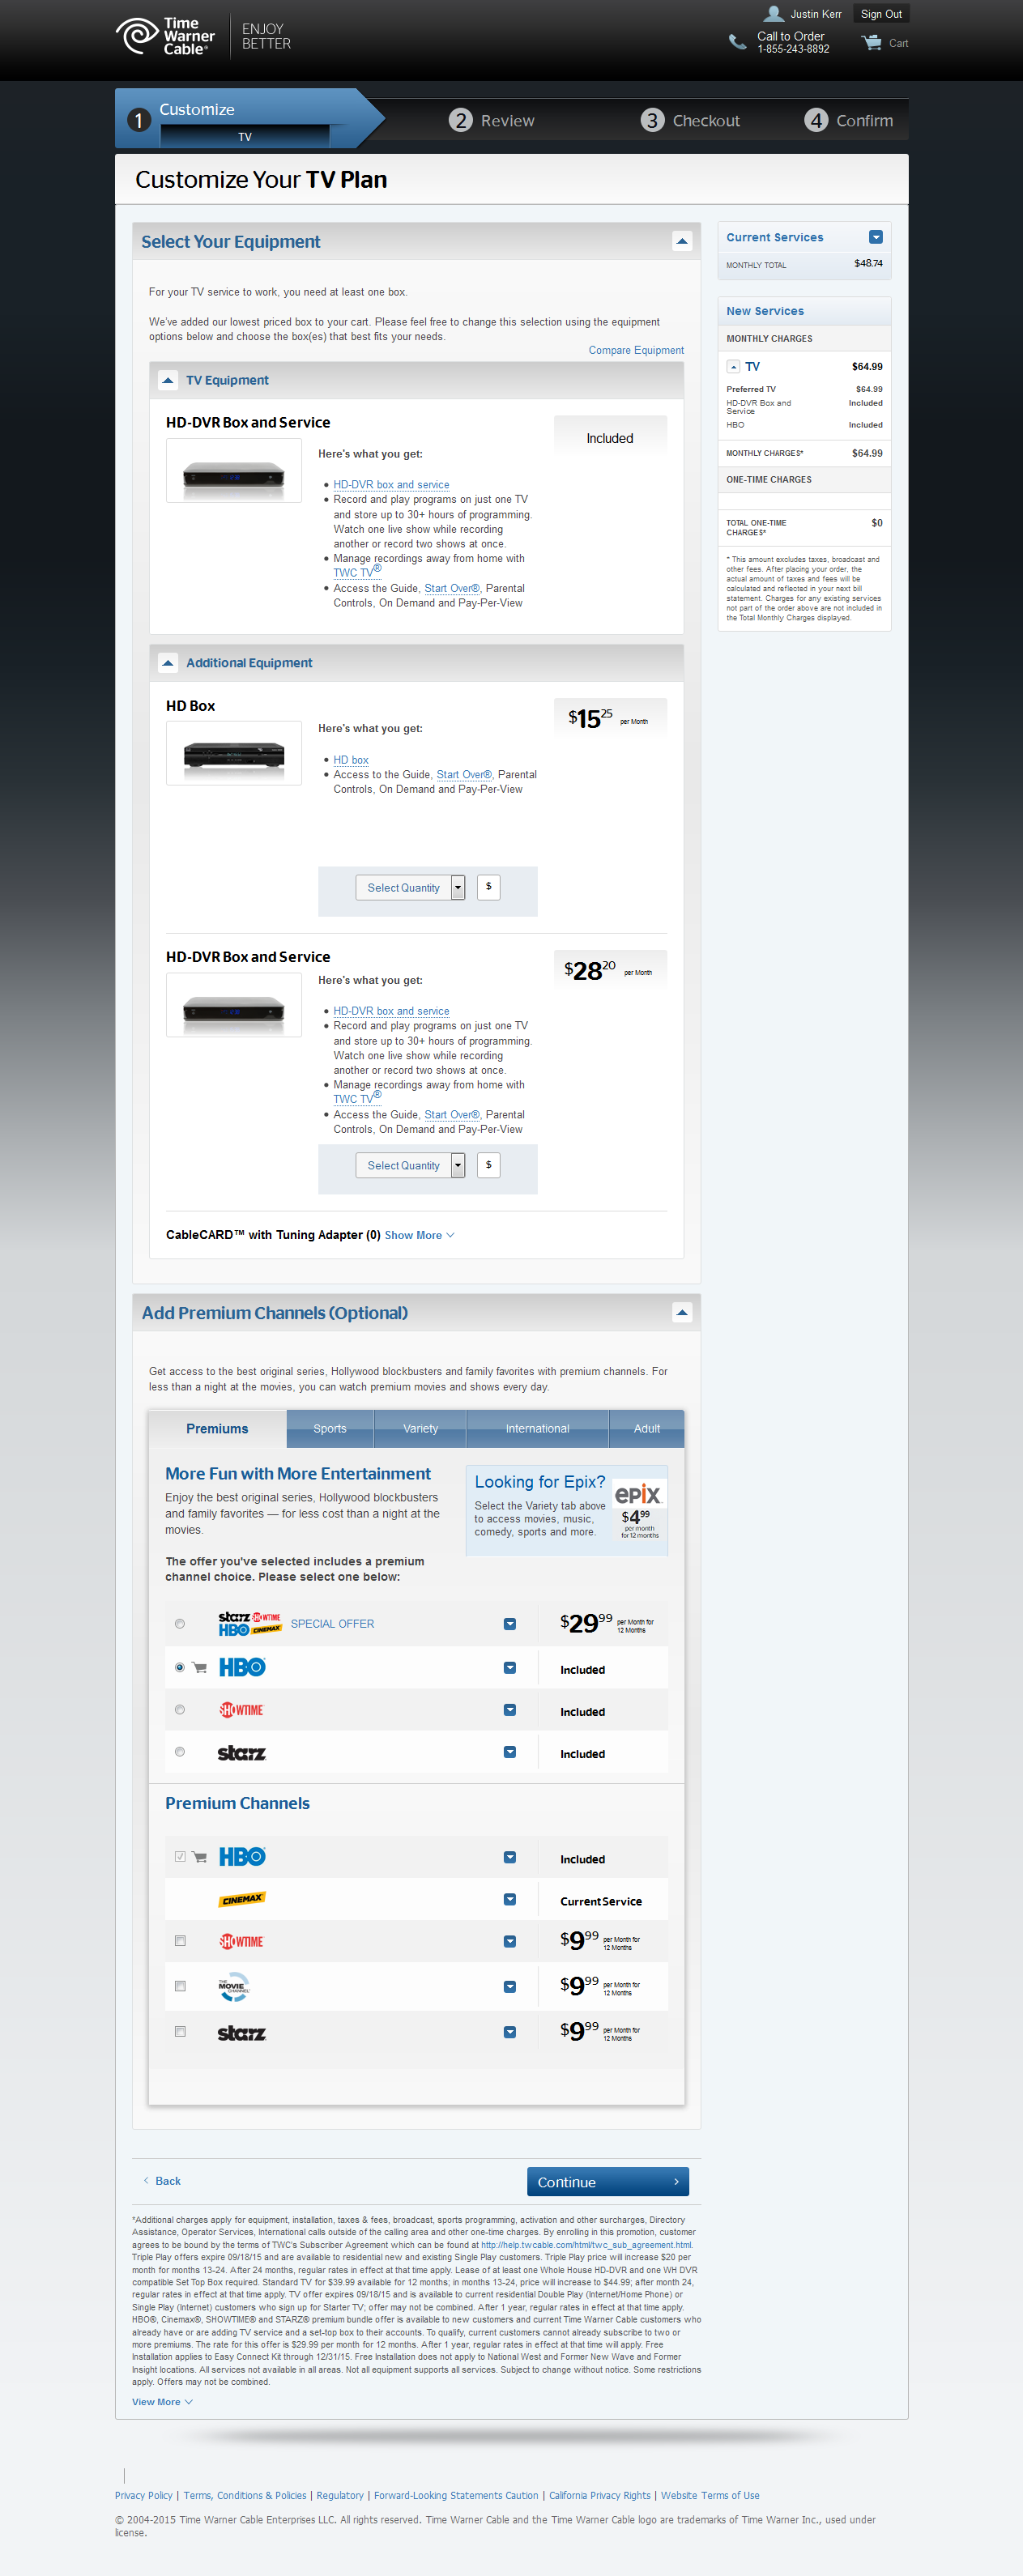 Time
Warner
Cable®
ENJOY
BETTER
Justin Kerr
Sign Out
Call to Order
1-855-243-8892
Cart
1
Customize
TV
2 Review
3 Checkout
4 Confirm
Customize Your TV Plan
Select Your Equipment
For your TV service to work, you need at least one box.
We've added our lowest priced box to your cart. Please feel free to change this selection using the equipment
options below and choose the box(es) that best fits your needs.
Compare Equipment
TV Equipment
HD-DVR Box and Service
Included
Here's what you get:
• HD-DVR box and service
• Record and play programs on just one TV
and store up to 30+ hours of programming.
Watch one live show while recording
another or record two shows at once.
• Manage recordings away from home with
TWC TV®
• Access the Guide, Start Over®, Parental
Controls, On Demand and Pay-Per-View
Additional Equipment
HD Box
$15.25 per Month
Here's what you get:
• HD box
• Access to the Guide, Start Over®, Parental
Controls, On Demand and Pay-Per-View
Select Quantity $
HD-DVR Box and Service
$28.20 per Month
Here's what you get:
• HD-DVR box and service
• Record and play programs on just one TV
and store up to 30+ hours of programming.
Watch one live show while recording
another or record two shows at once.
• Manage recordings away from home with
TWC TV®
• Access the Guide, Start Over®, Parental
Controls, On Demand and Pay-Per-View
Select Quantity $
CableCARD™ with Tuning Adapter (0) Show More
Add Premium Channels (Optional)
Get access to the best original series, Hollywood blockbusters and family favorites with premium channels. For
less than a night at the movies, you can watch premium movies and shows every day.
Premiums Sports Variety International Adult
More Fun with More Entertainment
Enjoy the best original series, Hollywood blockbusters
and family favorites — for less cost than a night at the
movies.
Looking for Epix?
Select the Variety tab above
to access movies, music,
comedy, sports and more.
epix
$4.99
per month
for 12 months
The offer you've selected includes a premium
channel choice. Please select one below:
starz SHOWTIME
HBO CINEMAX
SPECIAL OFFER
$29.99 per Month for
12 Months
HBO Included
SHOWTIME Included
starz Included
Premium Channels
HBO Included
CINEMAX Current Service
SHOWTIME $9.99 per Month for
12 Months
THE
MOVIE
CHANNEL
$9.99 per Month for
12 Months
starz $9.99 per Month for
12 Months
Back
Continue
*Additional charges apply for equipment, installation, taxes & fees, broadcast, sports programming, activation and other surcharges, Directory
Assistance, Operator Services, International calls outside of the calling area and other one-time charges. By enrolling in this promotion, customer
agrees to be bound by the terms of TWC's Subscriber Agreement which can be found at http://help.twcable.com/html/twc_sub_agreement.html.
Triple Play offers expire 09/18/15 and are available to residential new and existing Single Play customers. Triple Play price will increase $20 per
month for months 13-24. After 24 months, regular rates in effect at that time apply. Lease of at least one Whole House HD-DVR and one WH DVR
compatible Set Top Box required. Standard TV for $39.99 available for 12 months; in months 13-24, price will increase to $44.99; after month 24,
regular rates in effect at that time apply. TV offer expires 09/18/15 and is available to current residential Double Play (Internet/Home Phone) or
Single Play (Internet) customers who sign up for Starter TV; offer may not be combined. After 1 year, regular rates in effect at that time apply.
HBO®, Cinemax®, SHOWTIME® and STARZ® premium bundle offer is available to new customers and current Time Warner Cable customers who
already have or are adding TV service and a set-top box to their accounts. To qualify, current customers cannot already subscribe to two or
more premiums. The rate for this offer is $29.99 per month for 12 months. After 1 year, regular rates in effect at that time will apply. Free
Installation applies to Easy Connect Kit through 12/31/15. Free Installation does not apply to National West and Former New Wave and Former
Insight locations. All services not available in all areas. Not all equipment supports all services. Subject to change without notice. Some restrictions
apply. Offers may not be combined.
View More
Current Services
MONTHLY TOTAL $48.74
New Services
MONTHLY CHARGES
TV $64.99
Preferred TV $64.99
HD-DVR Box and
Service
Included
HBO Included
MONTHLY CHARGES* $64.99
ONE-TIME CHARGES
TOTAL ONE-TIME
CHARGES*
$0
* This amount excludes taxes, broadcast and
other fees. After placing your order, the
actual amount of taxes and fees will be
calculated and reflected in your next bill
statement. Charges for any existing services
not part of the order above are not included in
the Total Monthly Charges displayed.
Privacy Policy | Terms, Conditions & Policies | Regulatory | Forward-Looking Statements Caution | California Privacy Rights | Website Terms of Use
© 2004-2015 Time Warner Cable Enterprises LLC. All rights reserved. Time Warner Cable and the Time Warner Cable logo are trademarks of Time Warner Inc., used under
license.